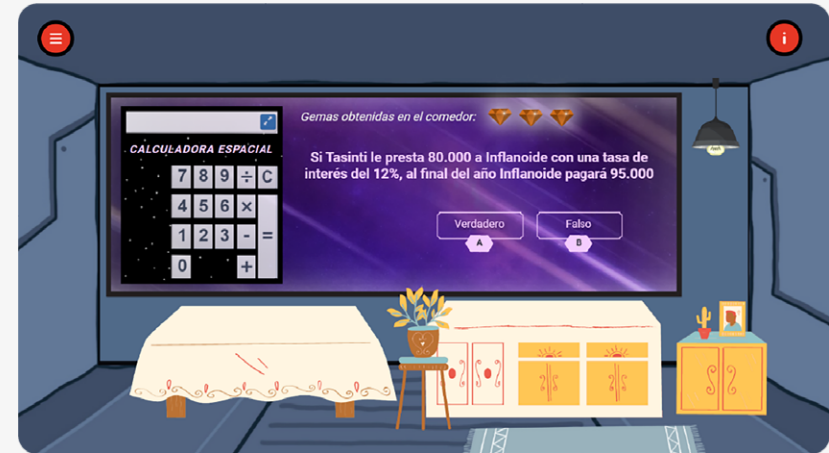 Gemas obtenidas en el comedor:
CALCULADORA ESPACIAL
7 8 9 ÷ C
4 5 6 × 
1 2 3 - =
0 +
Si Tasinti le presta 80.000 a Inflanoide con una tasa de
interés del 12%, al final del año Inflanoide pagará 95.000
Verdadero
A
Falso
B
i